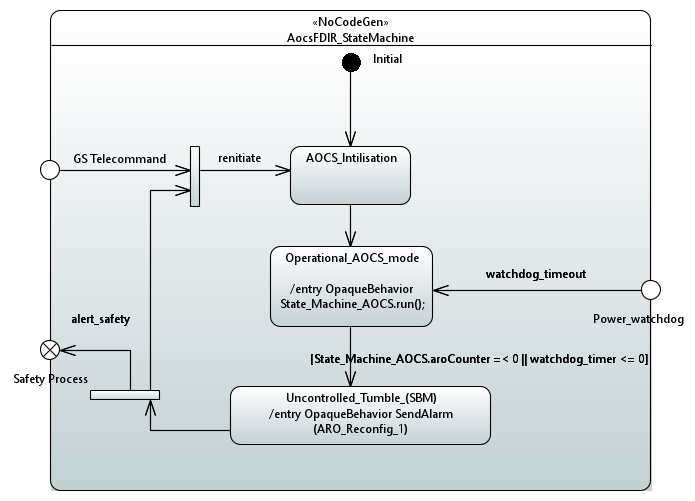 «NoCodeGen»
AocsFDIR_StateMachine
Initial
GS Telecommand
renitiate
AOCS_Intilisation
Operational_AOCS_mode
/entry OpaqueBehavior
State_Machine_AOCS.run();
watchdog_timeout
Power_watchdog
alert_safety
[State_Machine_AOCS.aroCounter =< 0 || watchdog_timer <= 0]
Safety Process
Uncontrolled_Tumble_(SBM)
/entry OpaqueBehavior SendAlarm
(ARO_Reconfig_1)